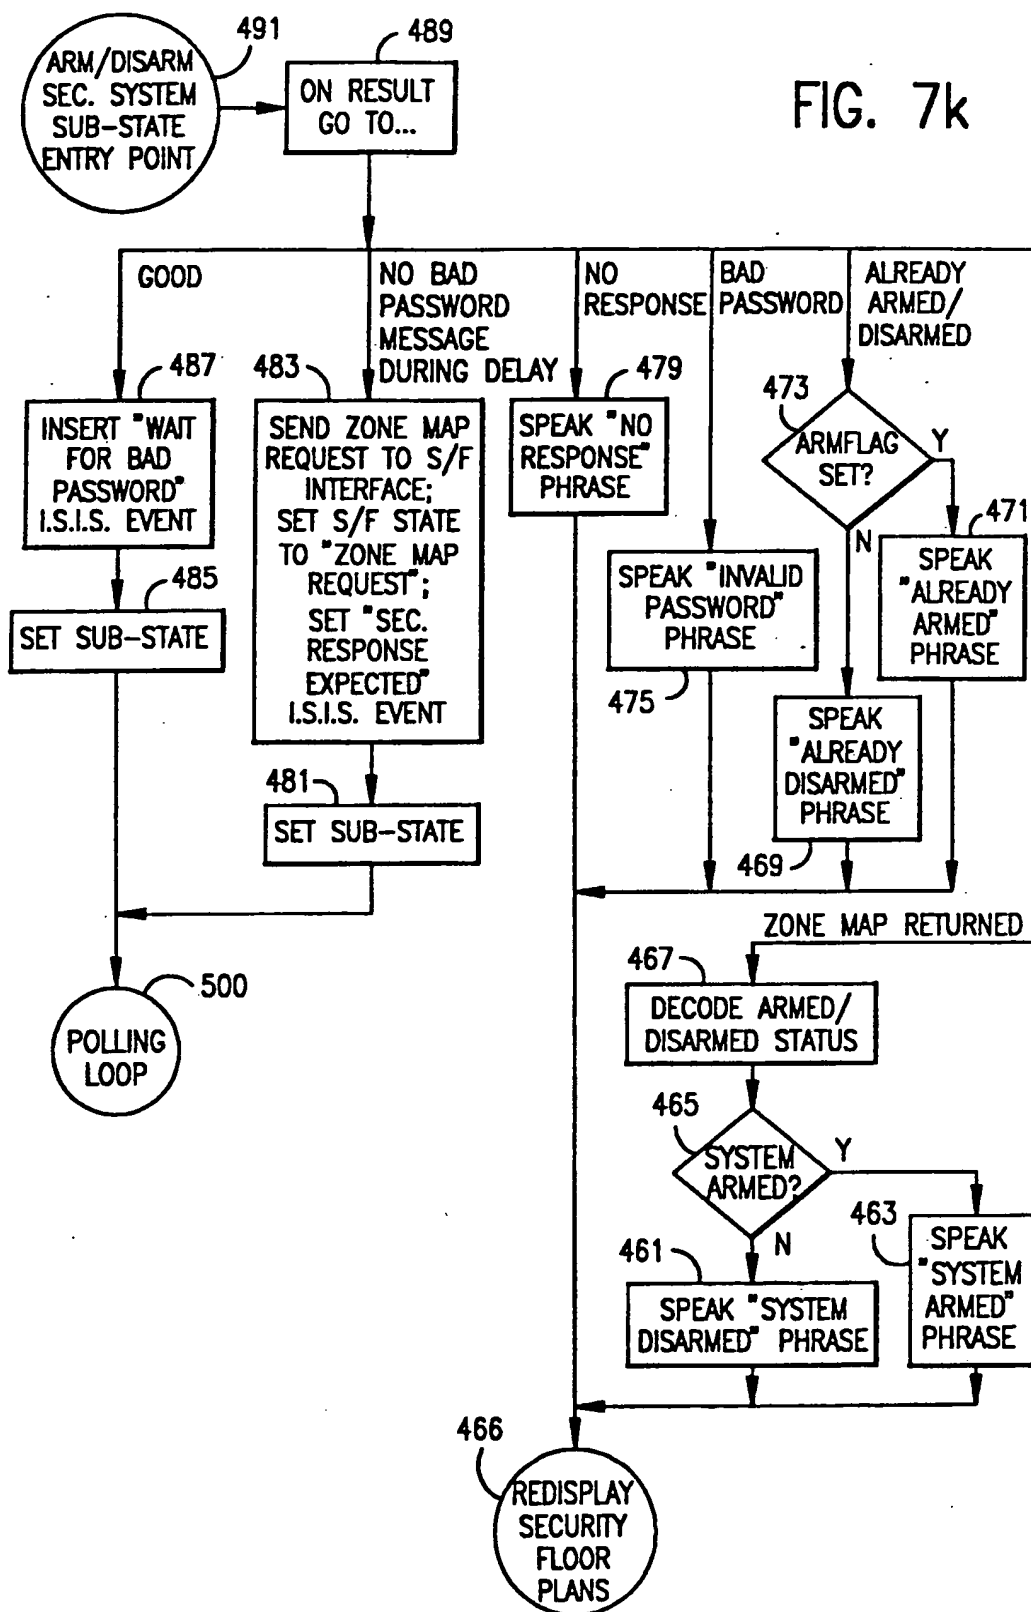 FIG. 7k
491
ARM/DISARM
SEC. SYSTEM
SUB-STATE
ENTRY POINT
489
ON RESULT
GO TO...
GOOD
NO BAD
PASSWORD
MESSAGE
DURING DELAY
NO
RESPONSE
BAD
PASSWORD
ALREADY
ARMED/
DISARMED
487
INSERT "WAIT
FOR BAD
PASSWORD"
I.S.I.S. EVENT
485
SET SUB-STATE
483
SEND ZONE MAP
REQUEST TO S/F
INTERFACE;
SET S/F STATE
TO "ZONE MAP
REQUEST";
SET "SEC.
RESPONSE
EXPECTED"
I.S.I.S. EVENT
481
SET SUB-STATE
479
SPEAK "NO
RESPONSE"
PHRASE
SPEAK "INVALID
PASSWORD"
PHRASE
475
473
ARMFLAG
SET?
Y
N
471
SPEAK
"ALREADY
ARMED"
PHRASE
SPEAK
"ALREADY
DISARMED"
PHRASE
469
500
POLLING
LOOP
ZONE MAP RETURNED
467
DECODE ARMED/
DISARMED STATUS
465
SYSTEM
ARMED?
Y
N
463
SPEAK
"SYSTEM
ARMED"
PHRASE
461
SPEAK "SYSTEM
DISARMED" PHRASE
466
REDISPLAY
SECURITY
FLOOR
PLANS